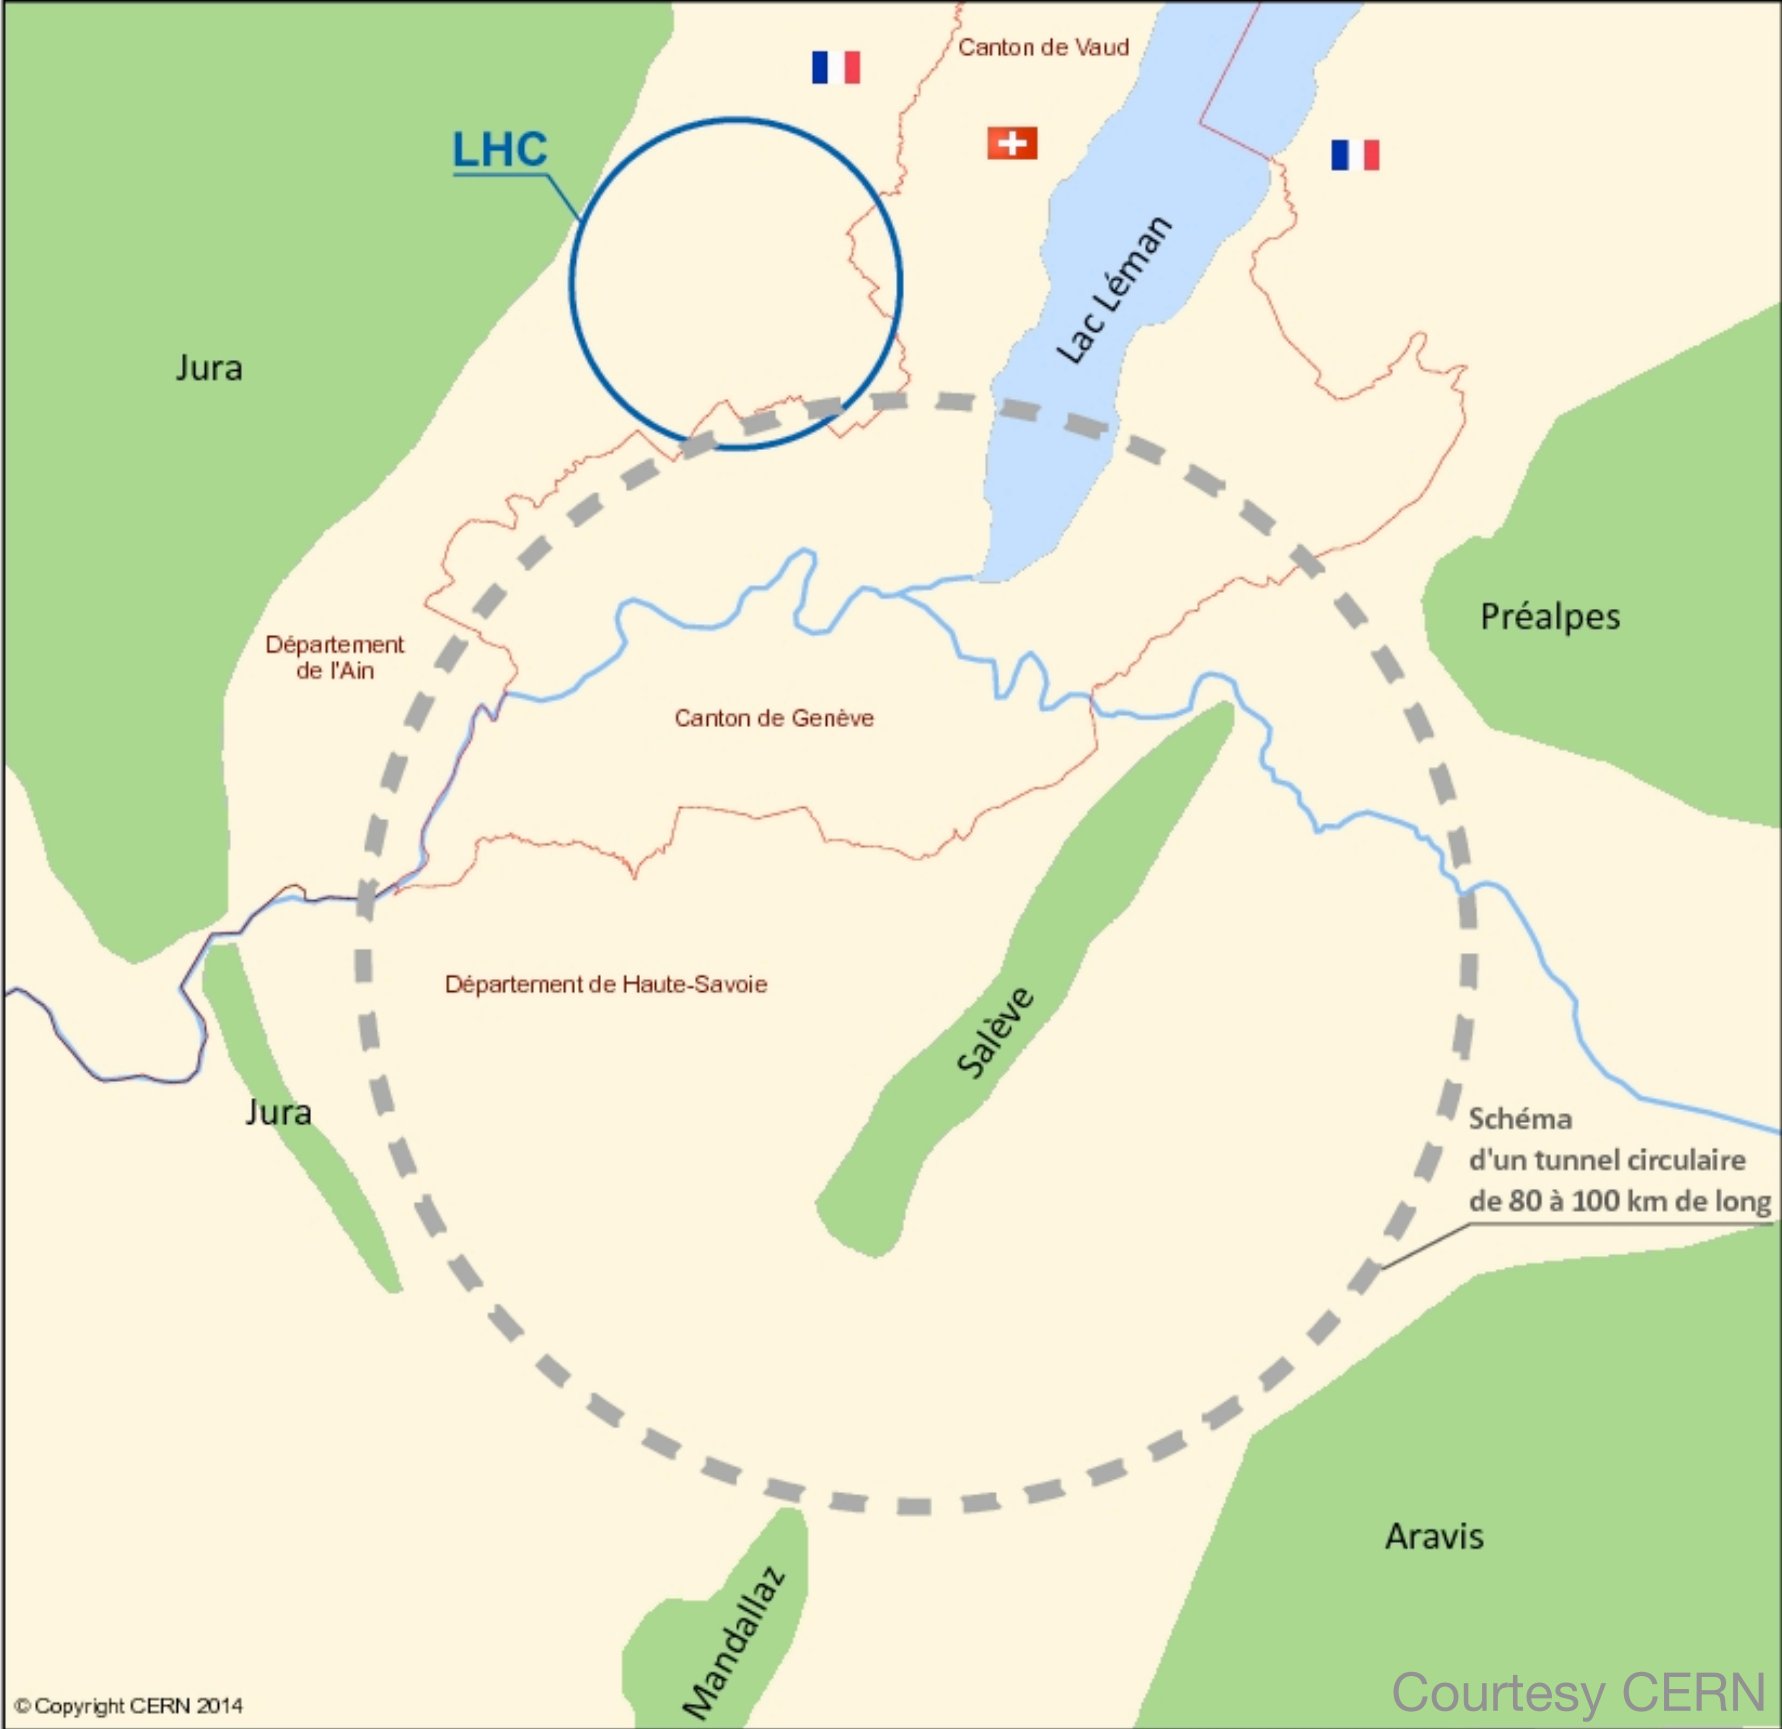 Canton de Vaud
LHC
Lac Léman
Jura
Préalpes
Département
de l'Ain
Canton de Genève
Département de Haute-Savoie
Salève
Jura
Schéma
d'un tunnel circulaire
de 80 à 100 km de long
Aravis
Mandallaz
© Copyright CERN 2014
Courtesy CERN